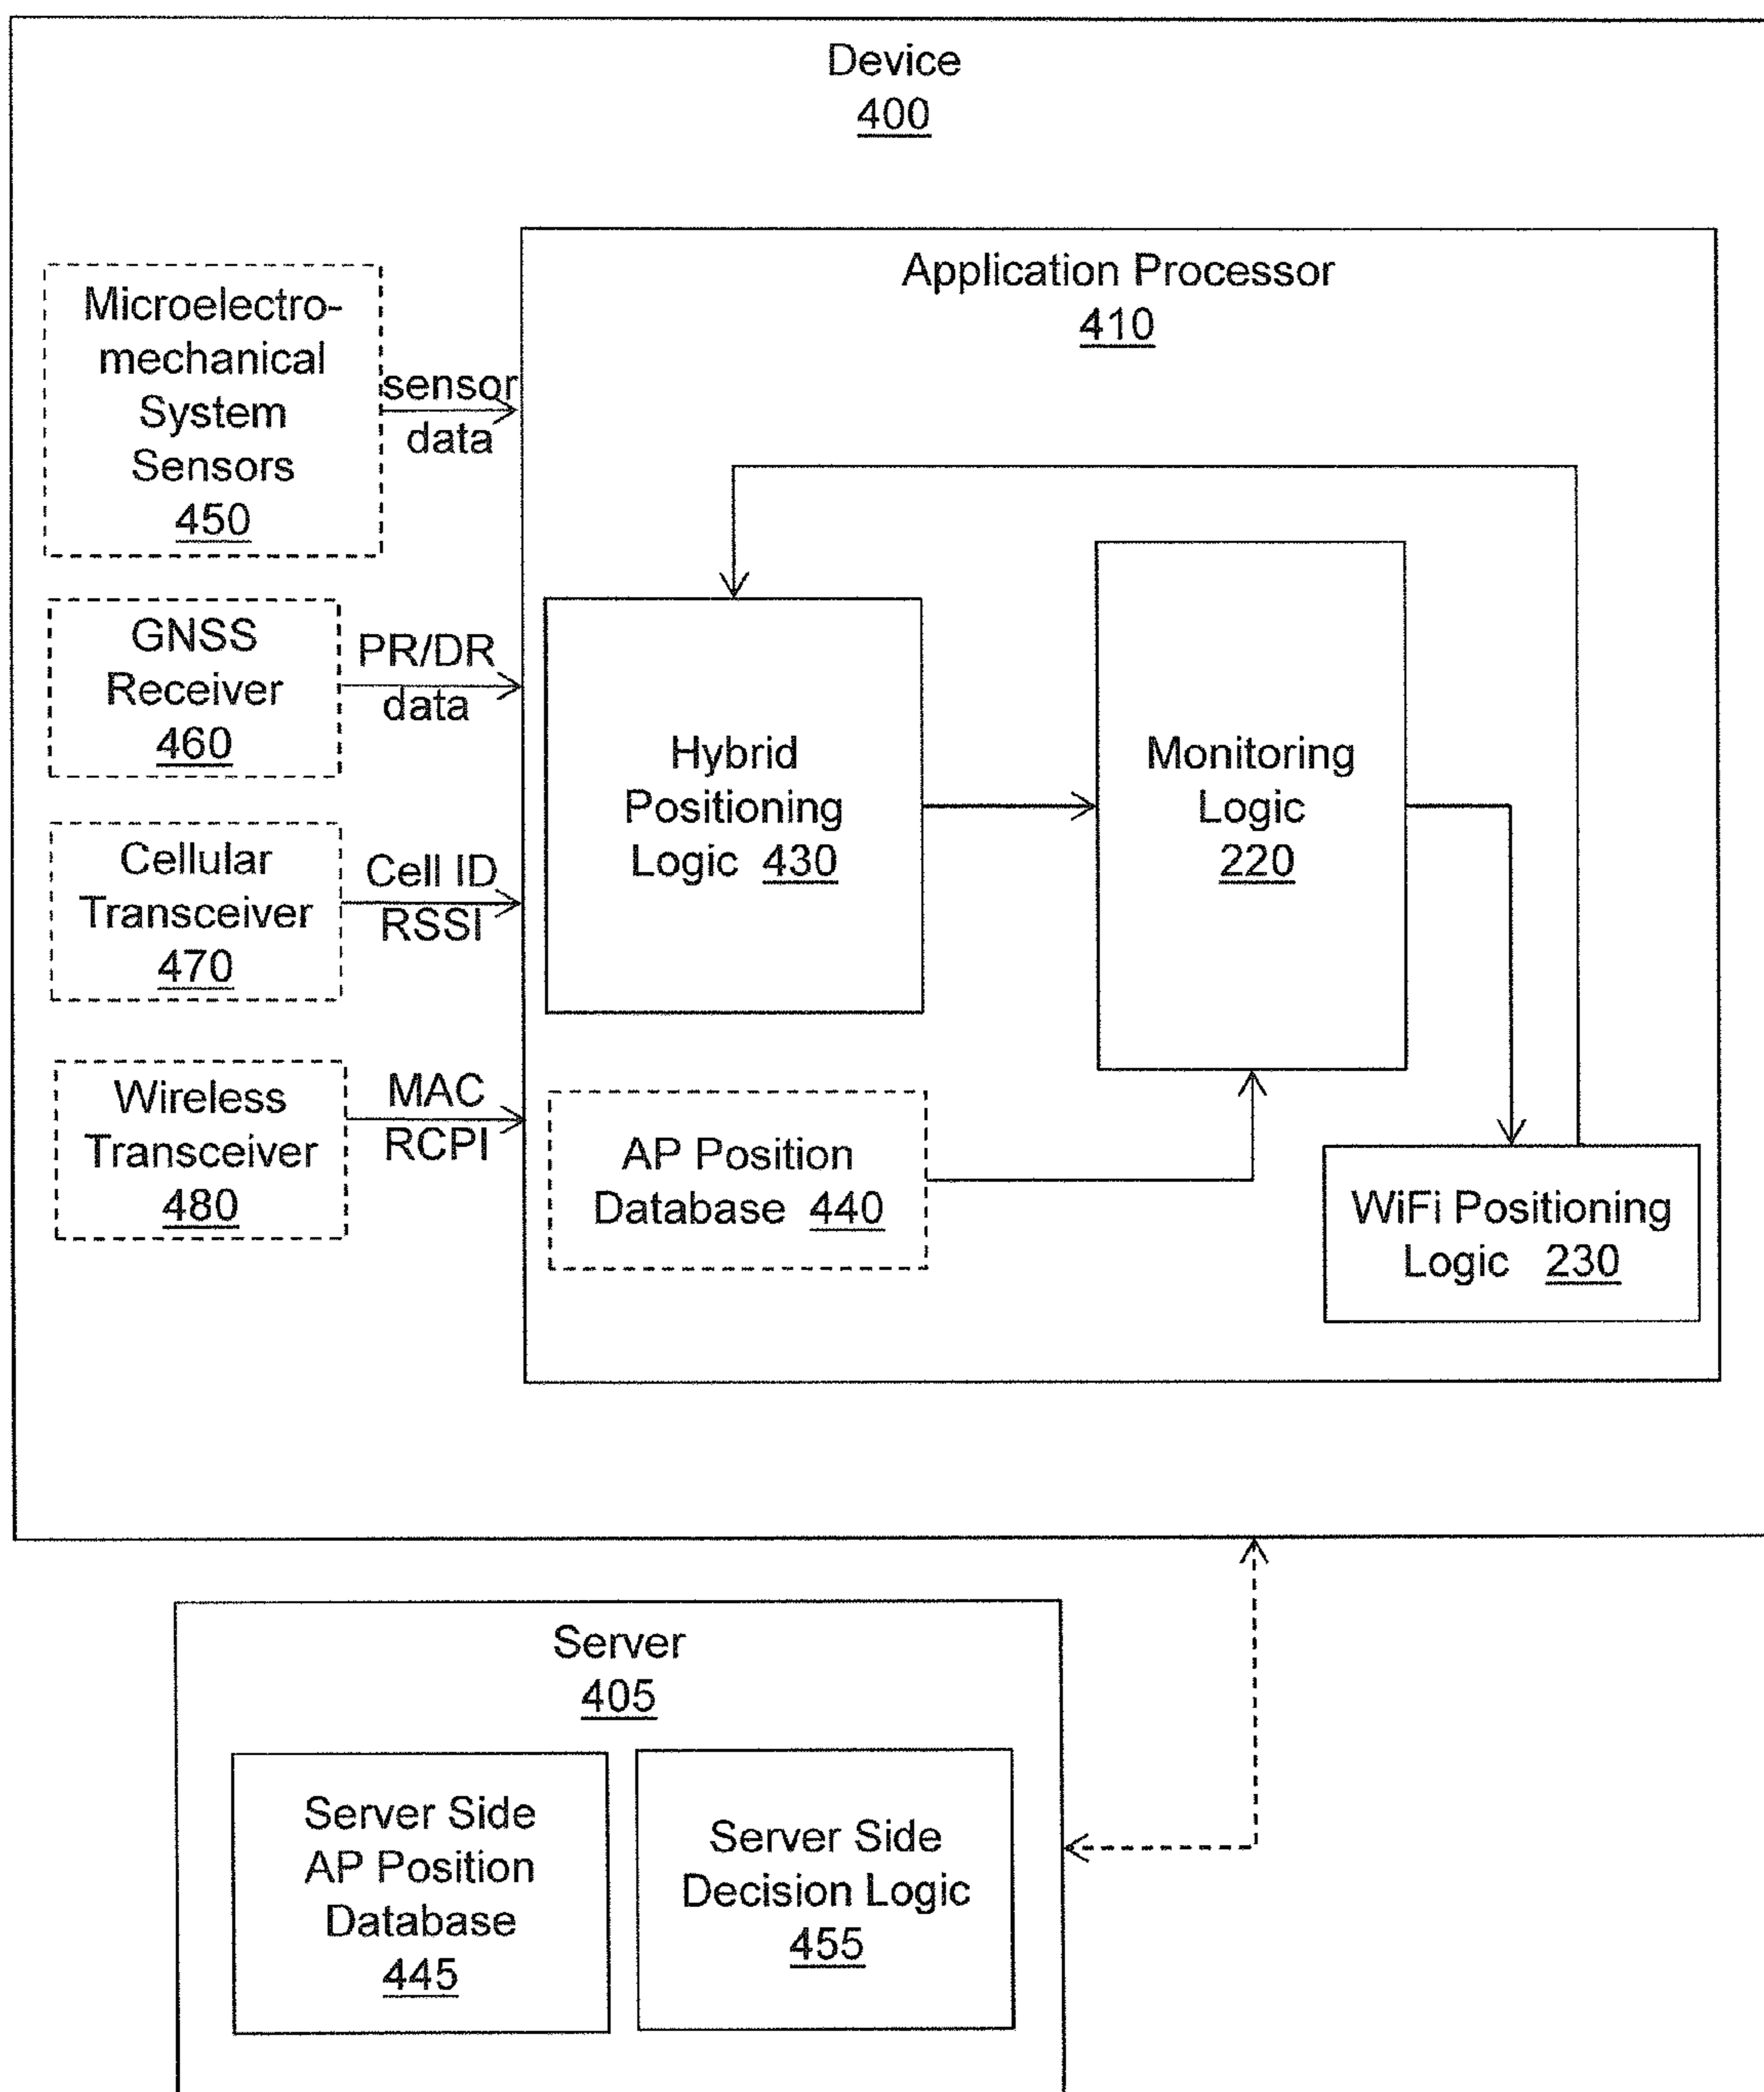 Device
400
Application Processor
410
Microelectro-
mechanical
System
Sensors
450
sensor
data
GNSS
Receiver
460
PR/DR
data
Cellular
Transceiver
470
Cell ID
RSSI
Wireless
Transceiver
480
MAC
RCPI
Hybrid
Positioning
Logic 430
Monitoring
Logic
220
AP Position
Database 440
WiFi Positioning
Logic 230
Server
405
Server Side
AP Position
Database
445
Server Side
Decision Logic
455